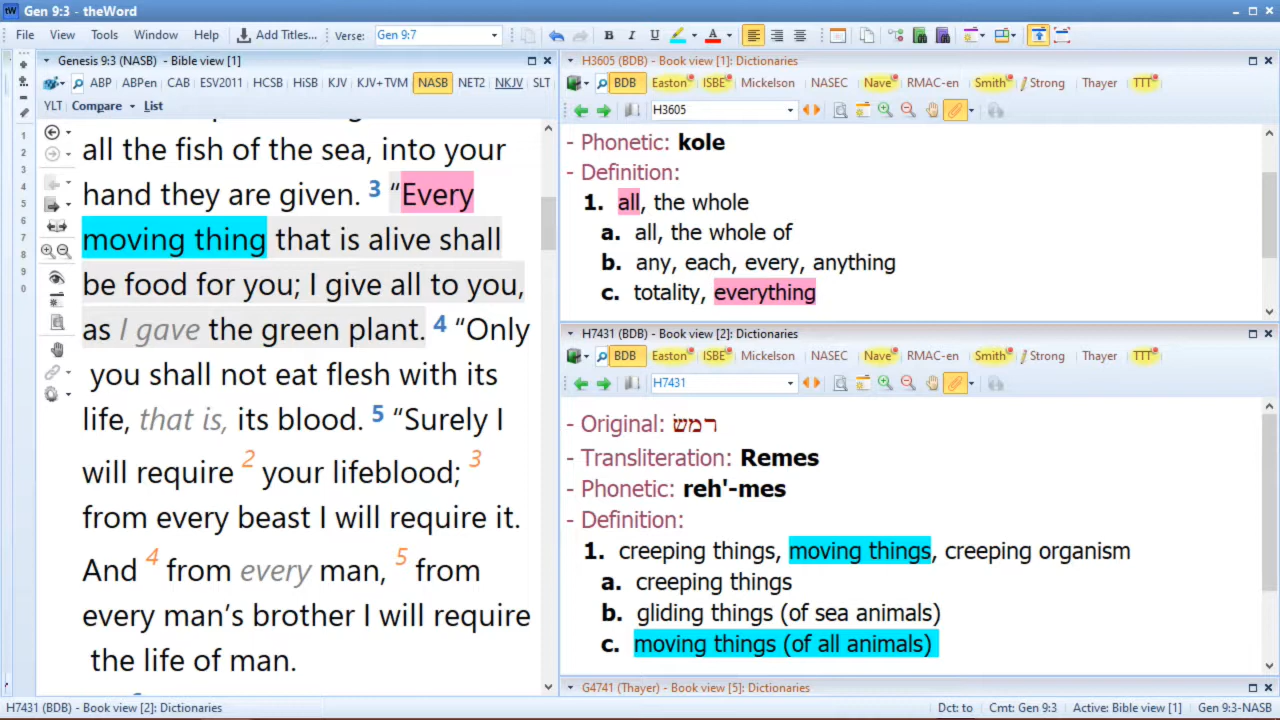 Gen 9:3 - theWord
File View Tools Window Help Add Titles... Verse: Gen 9:7 B I U A
Genesis 9:3 (NASB) - Bible view [1]
ABP ABPen CAB ESV2011 HCSB HiSB KJV KJV+TVM NASB NET2 NKJV SLT
YLT Compare List
1
2
3
4
5
6
7
8
9
0
all the fish of the sea, into your
hand they are given. 3 “Every
moving thing that is alive shall
be food for you; I give all to you,
as I gave the green plant. 4 “Only
you shall not eat flesh with its
life, that is, its blood. 5 “Surely I
will require 2 your lifeblood; 3
from every beast I will require it.
And 4 from every man, 5 from
every man’s brother I will require
the life of man.
H3605 (BDB) - Book view [1]: Dictionaries
BDB Easton ISBE Mickelson NASEC Nave RMAC-en Smith Strong Thayer TTT
H3605
- Phonetic: kole
- Definition:
1. all, the whole
a. all, the whole of
b. any, each, every, anything
c. totality, everything
H7431 (BDB) - Book view [2]: Dictionaries
BDB Easton ISBE Mickelson NASEC Nave RMAC-en Smith Strong Thayer TTT
H7431
- Original: רמשׂ
- Transliteration: Remes
- Phonetic: reh'-mes
- Definition:
1. creeping things, moving things, creeping organism
a. creeping things
b. gliding things (of sea animals)
c. moving things (of all animals)
G4741 (Thayer) - Book view [5]: Dictionaries
H7431 (BDB) - Book view [2]: Dictionaries Dct: to Cmt: Gen 9:3 Active: Bible view [1] Gen 9:3-NASB